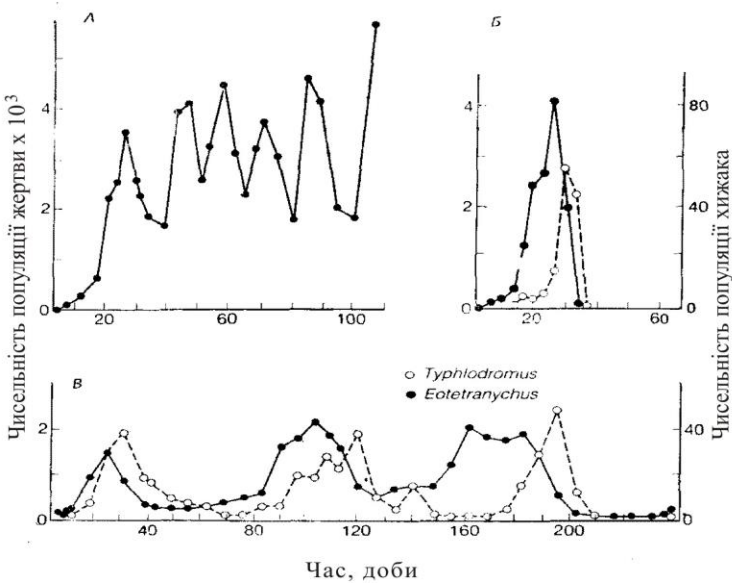 А
Б
Чисельність популяції жертви х 10³
4
2
0
20
60
100
4
2
0
20
60
80
40
0
Чисельність популяції хижака
В
○ Typhlodromus
● Eotetranychus
2
0
40
80
120
160
200
40
0
Час, доби